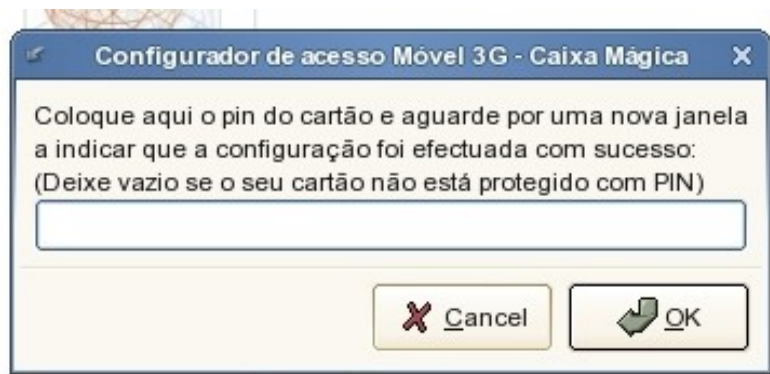 Configurador de acesso Móvel 3G - Caixa Mágica
Coloque aqui o pin do cartão e aguarde por uma nova janela
a indicar que a configuração foi efectuada com sucesso:
(Deixe vazio se o seu cartão não está protegido com PIN)
Cancel
OK